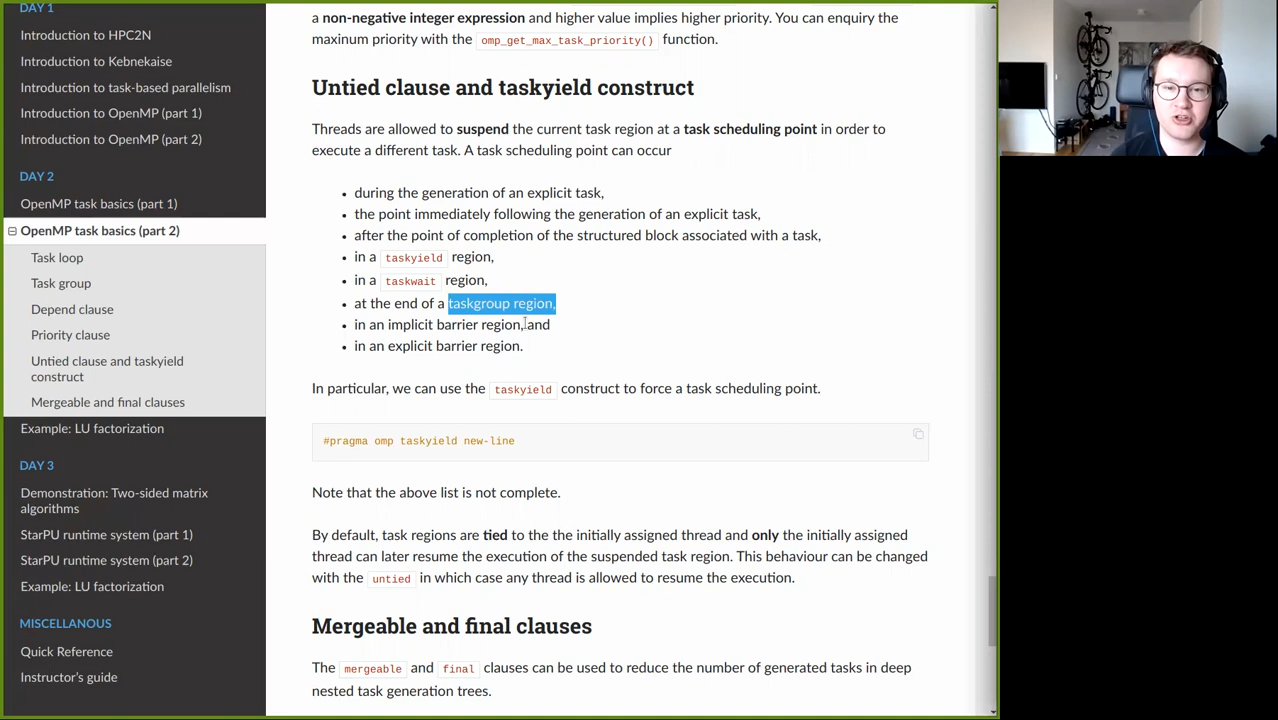 DAY 1
Introduction to HPC2N
Introduction to Kebnekaise
Introduction to task-based parallelism
Introduction to OpenMP (part 1)
Introduction to OpenMP (part 2)
DAY 2
OpenMP task basics (part 1)
OpenMP task basics (part 2)
Task loop
Task group
Depend clause
Priority clause
Untied clause and taskyield
construct
Mergeable and final clauses
Example: LU factorization
DAY 3
Demonstration: Two-sided matrix
algorithms
StarPU runtime system (part 1)
StarPU runtime system (part 2)
Example: LU factorization
MISCELLANOUS
Quick Reference
Instructor's guide
a non-negative integer expression and higher value implies higher priority. You can enquire
the maxinum priority with the omp_get_max_task_priority() function.
Untied clause and taskyield construct
Threads are allowed to suspend the current task region at a task scheduling point in order to
execute a different task. A task scheduling point can occur
• during the generation of an explicit task,
• the point immediately following the generation of an explicit task,
• after the point of completion of the structured block associated with a task,
• in a taskyield region,
• in a taskwait region,
• at the end of a taskgroup region,
• in an implicit barrier region, and
• in an explicit barrier region.
In particular, we can use the taskyield construct to force a task scheduling point.
#pragma omp taskyield new-line
Note that the above list is not complete.
By default, task regions are tied to the the initially assigned thread and only the initially assigned
thread can later resume the execution of the suspended task region. This behaviour can be changed
with the untied in which case any thread is allowed to resume the execution.
Mergeable and final clauses
The mergeable and final clauses can be used to reduce the number of generated tasks in deep
nested task generation trees.